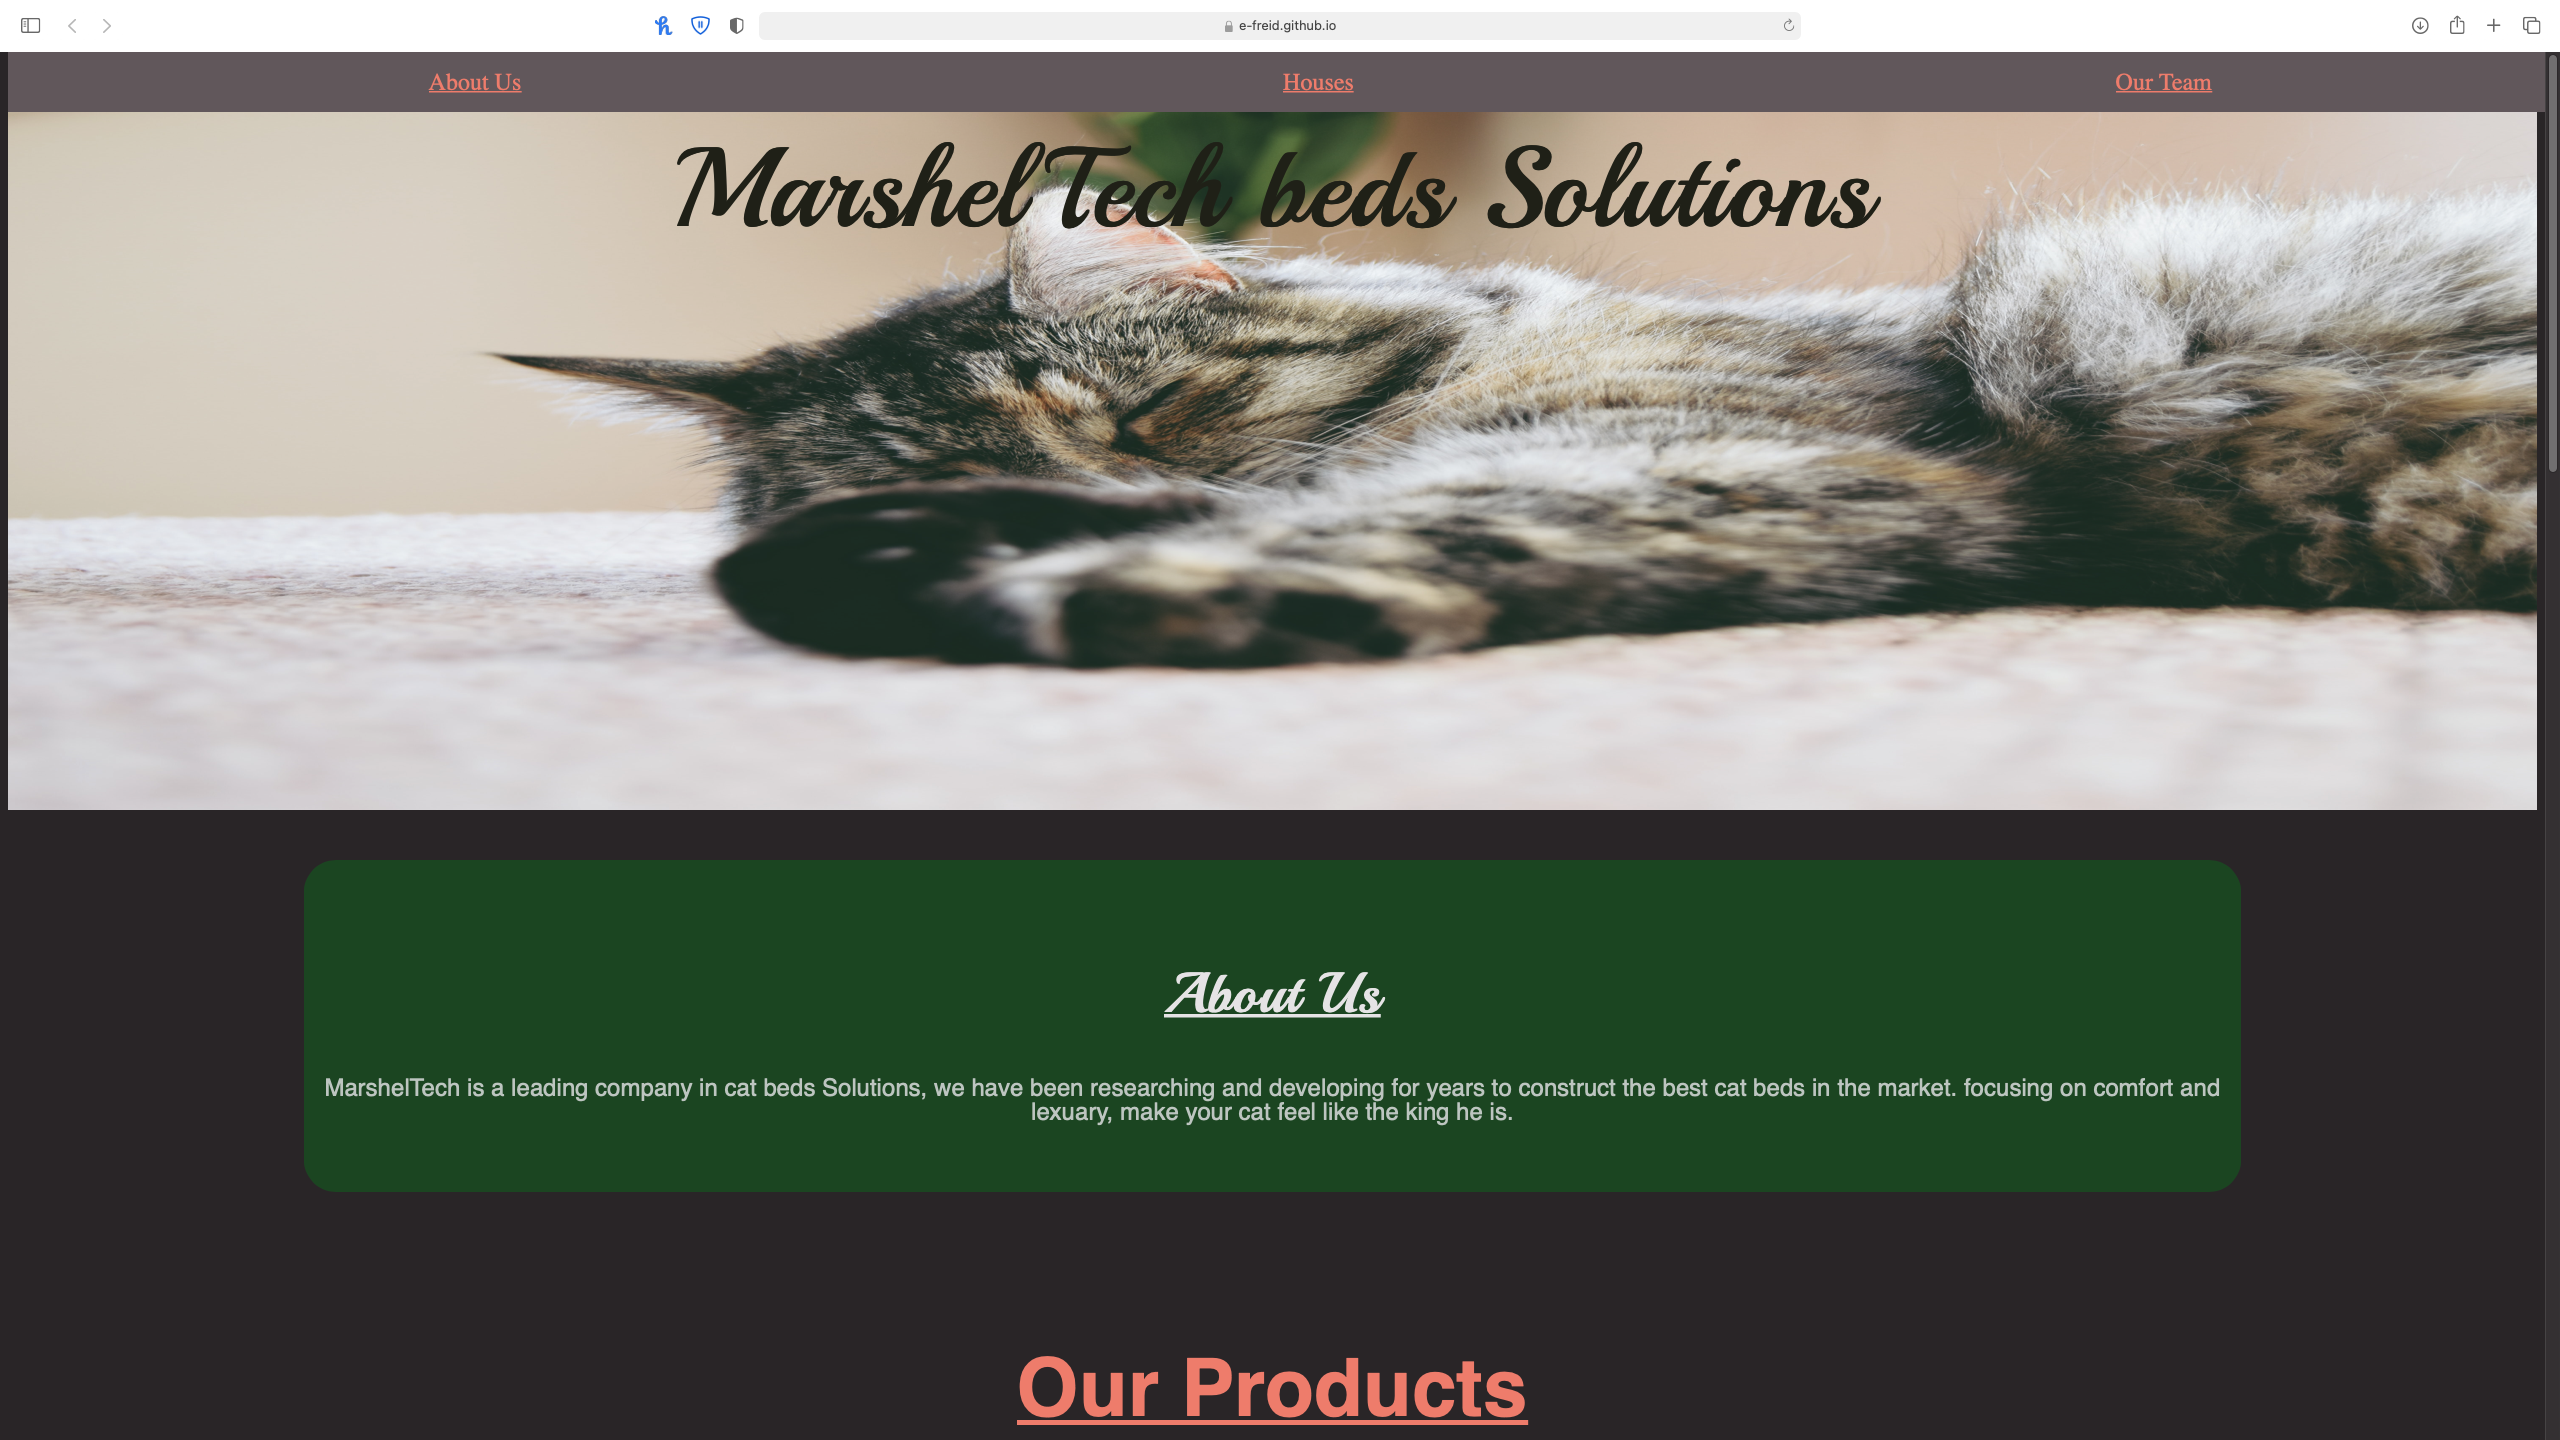 e-freid.github.io
About Us Houses Our Team
MarshelTech beds Solutions
About Us
MarshelTech is a leading company in cat beds Solutions, we have been researching and developing for years to construct the best cat beds in the market. focusing on comfort and
lexuary, make your cat feel like the king he is.
Our Products